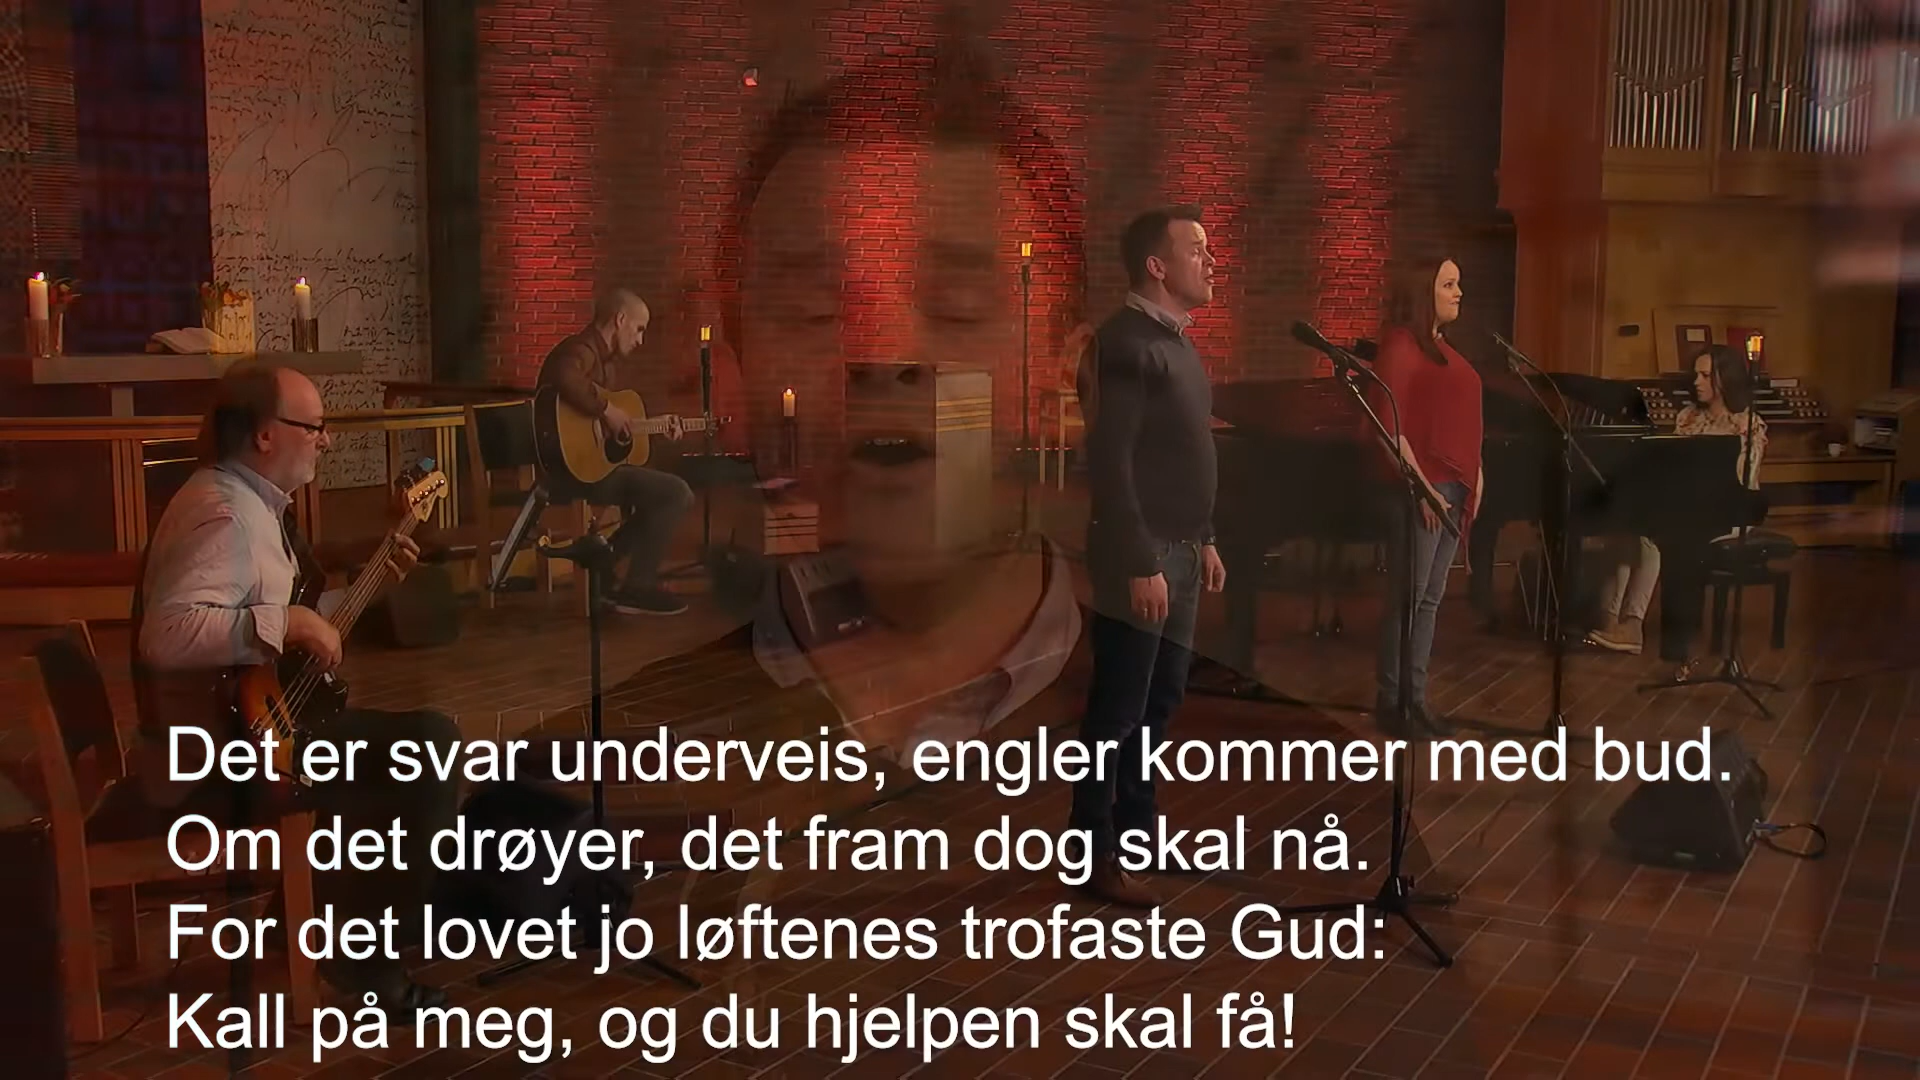 Det er svar underveis, engler kommer med bud.
Om det drøyer, det fram dog skal nå.
For det lovet jo løftenes trofaste Gud:
Kall på meg, og du hjelpen skal få!